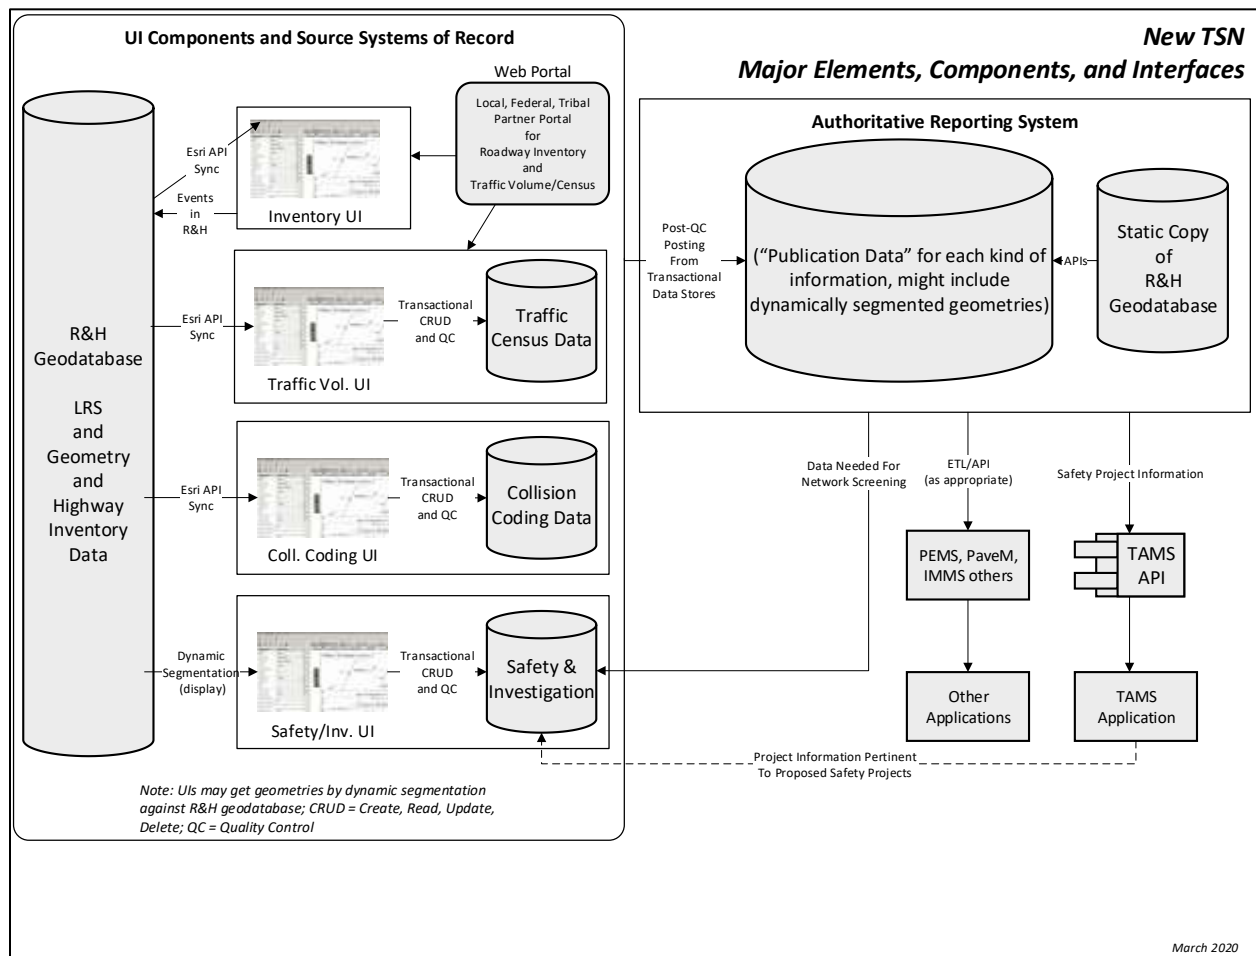 New TSN
Major Elements, Components, and Interfaces
UI Components and Source Systems of Record
Web Portal
Local, Federal, Tribal
Partner Portal
for
Roadway Inventory
and
Traffic Volume/Census
Esri API
Sync
Events
in
R&H
Inventory UI
R&H
Geodatabase
LRS
and
Geometry
and
Highway
Inventory
Data
Esri API
Sync
Traffic Vol. UI
Transactional
CRUD
and QC
Traffic
Census Data
Esri API
Sync
Coll. Coding UI
Transactional
CRUD
and QC
Collision
Coding Data
Dynamic
Segmentation
(display)
Safety/Inv. UI
Transactional
CRUD
and QC
Safety &
Investigation
Note: UIs may get geometries by dynamic segmentation
against R&H geodatabase; CRUD = Create, Read, Update,
Delete; QC = Quality Control
Authoritative Reporting System
Post-QC
Posting
From
Transactional
Data Stores
(“Publication Data” for each kind of
information, might include
dynamically segmented geometries)
APIs
Static Copy
of
R&H
Geodatabase
Data Needed For
Network Screening
ETL/API
(as appropriate)
Safety Project Information
PEMS, PaveM,
IMMS others
TAMS
API
Other
Applications
TAMS
Application
Project Information Pertinent
To Proposed Safety Projects
March 2020